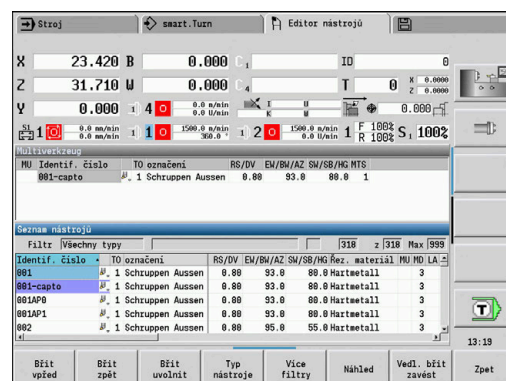 Stroj smart.Turn Editor nástrojů
X 23.420 B 0.000 C 1 ID 0
Z 31.710 W 0.000 C 4 T 0 X 0.0000 Z 0.0000
Y 0.000 4 0 0.0 m/min 0.0 U/min I U K W 0.000
S1 1 0.0 mm/min 0.0 m/min 1 0 1500.0 m/min 360.0 ° 2 0 1500.0 m/min 0.0 U/min 1 F 100% R 100% S1 100%
Multiverkzeug
MU Identif. číslo TO označení RS/DV EW/BW/AZ SW/SB/HG MTS
001-capto 1 Schruppen Aussen 0.80 93.0 80.0 1
Seznam nástrojů
Filtr Všechny typy 318 z 318 Max 999
Identif. číslo TO označení RS/DV EW/BW/AZ SW/SB/HG Řez. materiál MU MD LA
001 1 Schruppen Aussen 0.80 93.0 80.0 Hartmetall 3
001-capto 1 Schruppen Aussen 0.80 93.0 80.0 Hartmetall 3
001AP0 1 Schruppen Aussen 0.80 93.0 80.0 Hartmetall 3
001AP1 1 Schruppen Aussen 0.80 93.0 80.0 Hartmetall 3
002 1 Schruppen Aussen 0.80 95.0 55.0 Hartmetall 3
T
13:19
Břit vpřed Břit zpět Břit uvolnit Typ nástroje Více filtry Náhled Vedl. břit zavést Zpet